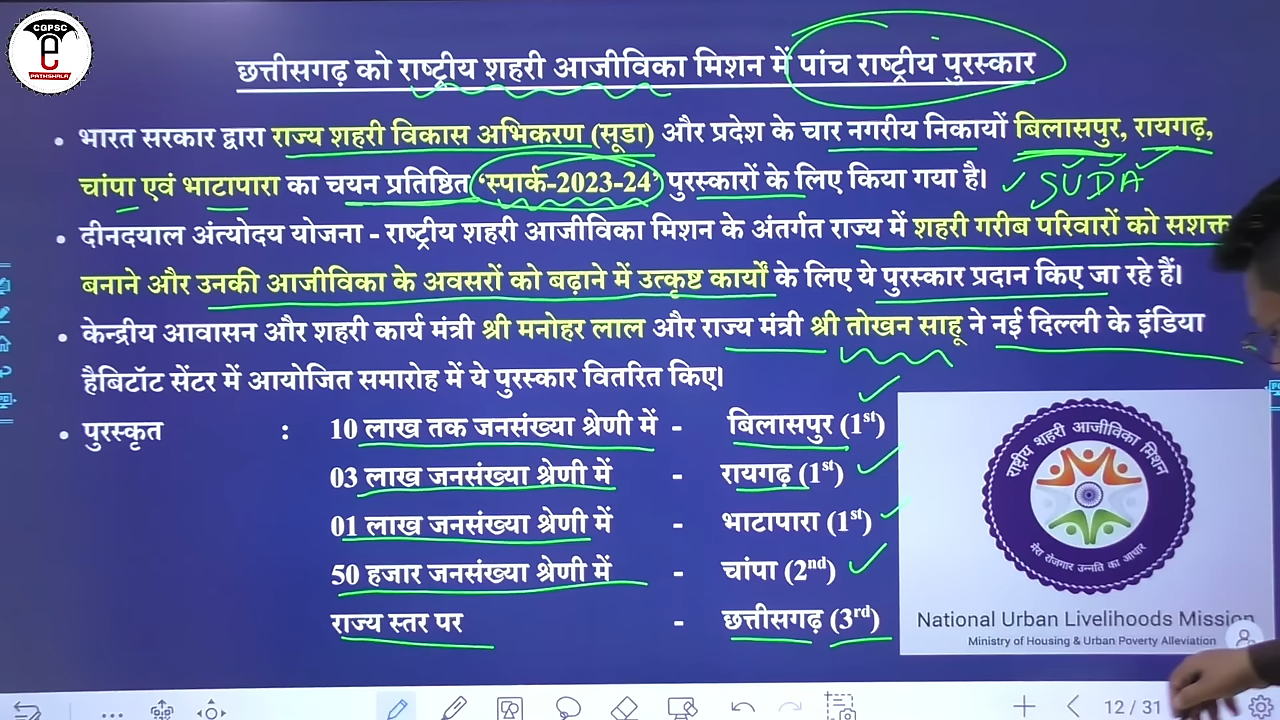 CGPSC
e
PATHSHALA
छत्तीसगढ़ को राष्ट्रीय शहरी आजीविका मिशन में पांच राष्ट्रीय पुरस्कार
• भारत सरकार द्वारा राज्य शहरी विकास अभिकरण (सूडा) और प्रदेश के चार नगरीय निकायों बिलासपुर, रायगढ़,
चांपा एवं भाटापारा का चयन प्रतिष्ठित 'स्पार्क-2023-24' पुरस्कारों के लिए किया गया है।
SUDA
• दीनदयाल अंत्योदय योजना - राष्ट्रीय शहरी आजीविका मिशन के अंतर्गत राज्य में शहरी गरीब परिवारों को सशक्त
बनाने और उनकी आजीविका के अवसरों को बढ़ाने में उत्कृष्ट कार्यों के लिए ये पुरस्कार प्रदान किए जा रहे हैं।
• केन्द्रीय आवासन और शहरी कार्य मंत्री श्री मनोहर लाल और राज्य मंत्री श्री तोखन साहू ने नई दिल्ली के इंडिया
हैबिटॉट सेंटर में आयोजित समारोह में ये पुरस्कार वितरित किए।
• पुरस्कृत : 10 लाख तक जनसंख्या श्रेणी में - बिलासपुर (1st)
03 लाख जनसंख्या श्रेणी में - रायगढ़ (1st)
01 लाख जनसंख्या श्रेणी में - भाटापारा (1st)
50 हजार जनसंख्या श्रेणी में - चांपा (2nd)
राज्य स्तर पर - छत्तीसगढ़ (3rd)
राष्ट्रीय शहरी आजीविका मिशन
मेरा रोजगार उन्नति का आधार
National Urban Livelihoods Mission
Ministry of Housing & Urban Poverty Alleviation
12 / 31